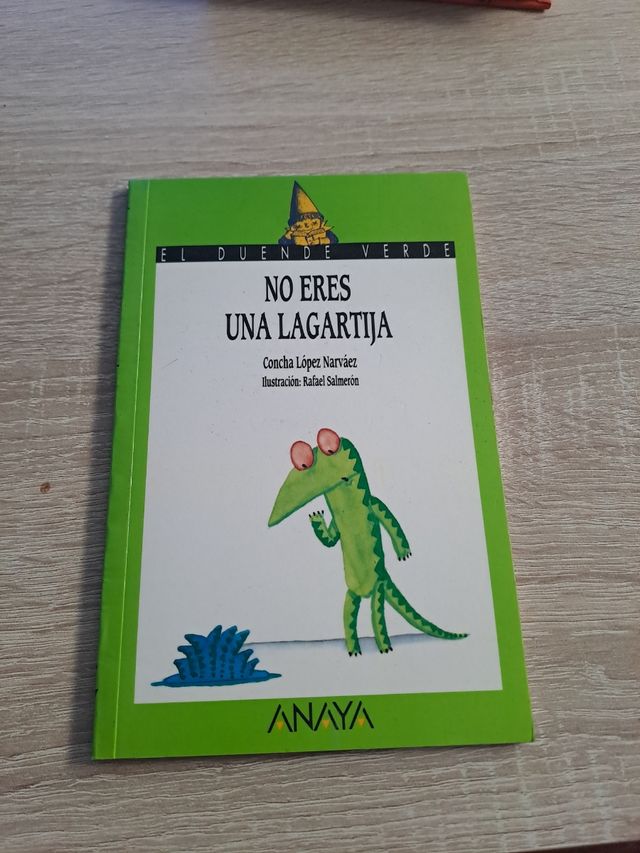 EL DUENDE VERDE
NO ERES
UNA LAGARTIJA
Concha López Narváez
Ilustración: Rafael Salmerón
ANAYA